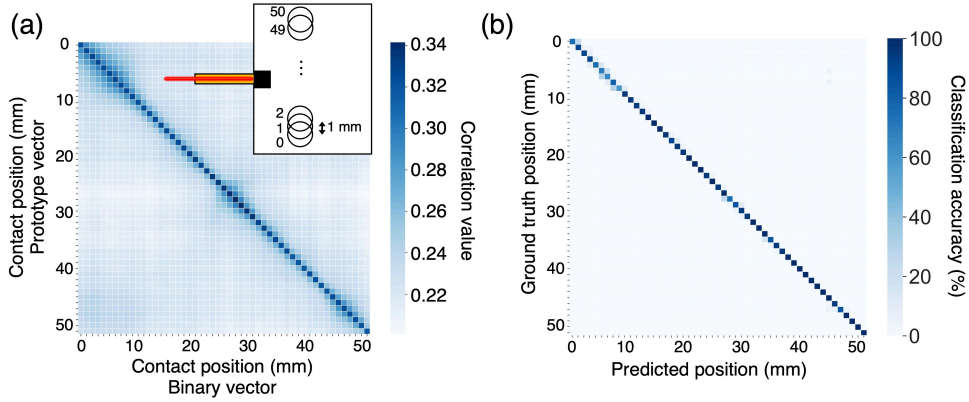 (a)
50
49
2
1
0
1 mm
0
10
20
30
40
50
Contact position (mm)
Prototype vector
0 10 20 30 40 50
Contact position (mm)
Binary vector
0.34
0.32
0.30
0.28
0.26
0.24
0.22
Correlation value
(b)
0
10
20
30
40
50
Ground truth position (mm)
0 10 20 30 40 50
Predicted position (mm)
100
80
60
40
20
0
Classification accuracy (%)